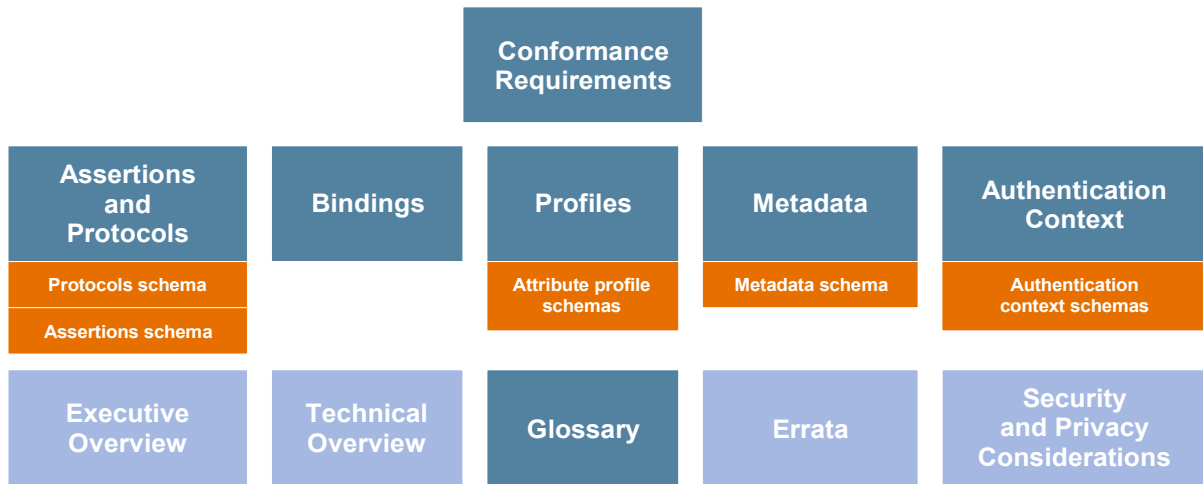 Conformance
Requirements
Assertions
and
Protocols
Bindings
Profiles
Metadata
Authentication
Context
Protocols schema
Assertions schema
Attribute profile
schemas
Metadata schema
Authentication
context schemas
Executive
Overview
Technical
Overview
Glossary
Errata
Security
and Privacy
Considerations